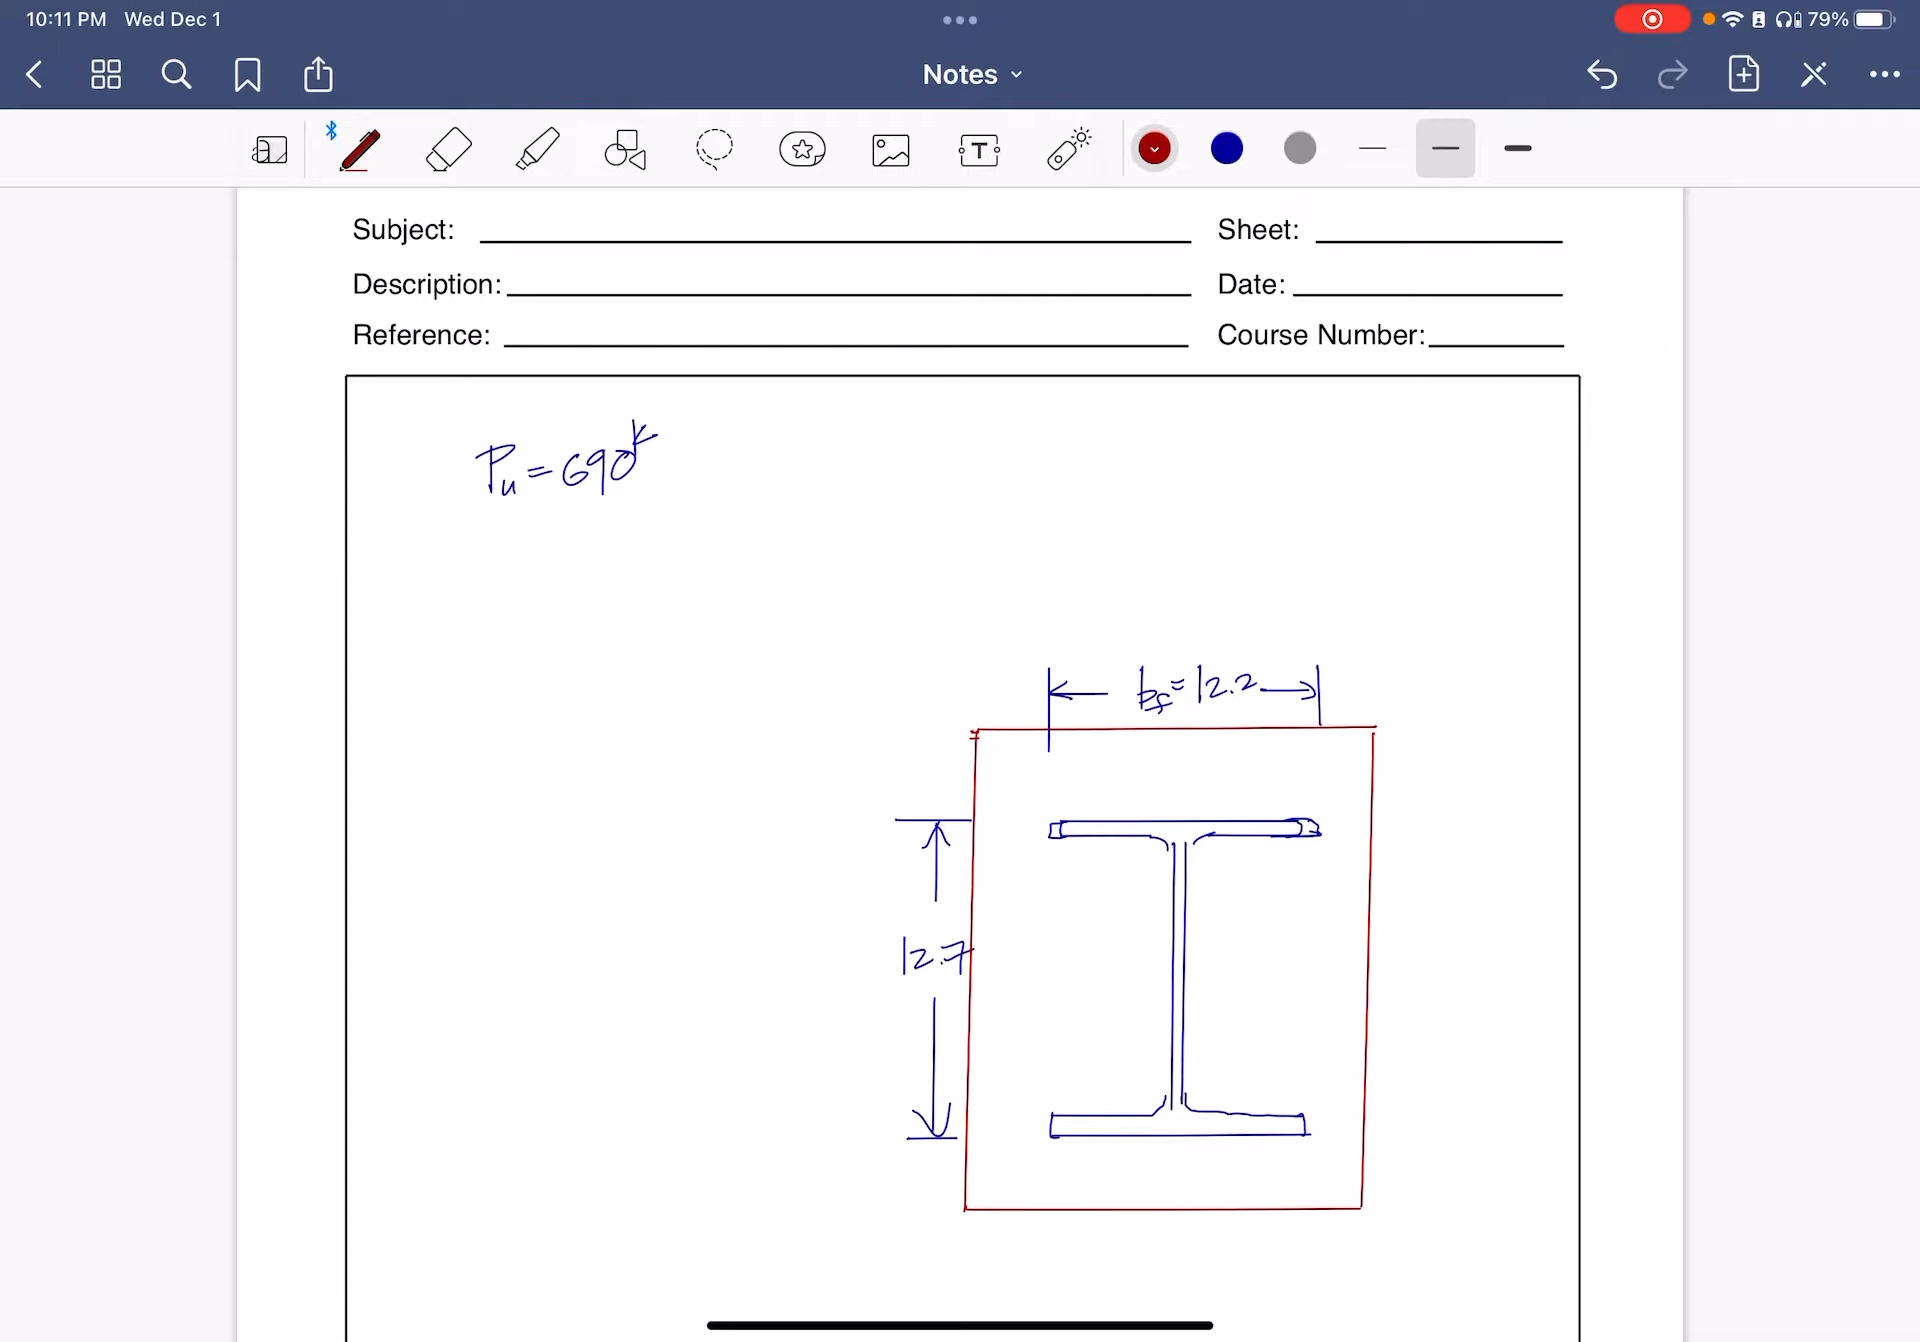 10:11 PM Wed Dec 1
79%
Notes
T
Subject:
Sheet:
Description:
Date:
Reference:
Course Number:
Pu = 690k
bf = 12.2
12.7